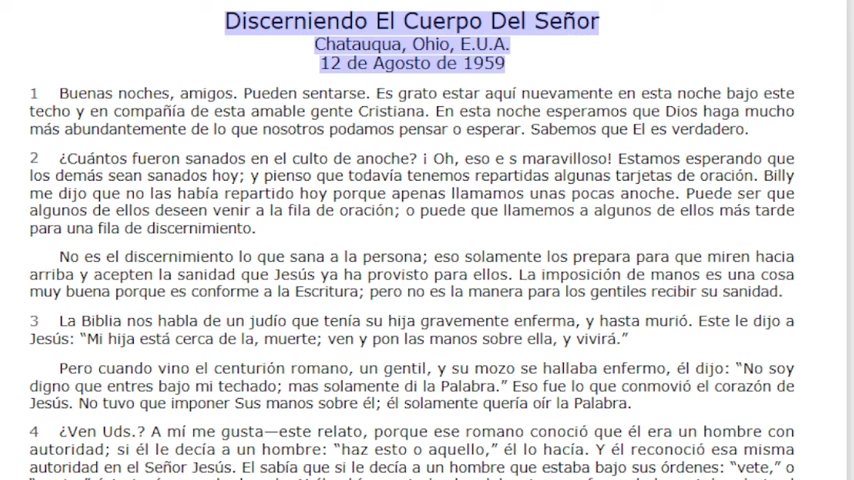 Discerniendo El Cuerpo Del Señor
Chatauqua, Ohio, E.U.A.
12 de Agosto de 1959
1 Buenas noches, amigos. Pueden sentarse. Es grato estar aquí nuevamente en esta noche bajo este
techo y en compañía de esta amable gente Cristiana. En esta noche esperamos que Dios haga mucho
más abundantemente de lo que nosotros podamos pensar o esperar. Sabemos que El es verdadero.
2 ¿Cuántos fueron sanados en el culto de anoche? ¡ Oh, eso e s maravilloso! Estamos esperando que
los demás sean sanados hoy; y pienso que todavía tenemos repartidas algunas tarjetas de oración. Billy
me dijo que no las había repartido hoy porque apenas llamamos unas pocas anoche. Puede ser que
algunos de ellos deseen venir a la fila de oración; o puede que llamemos a algunos de ellos más tarde
para una fila de discernimiento.
No es el discernimiento lo que sana a la persona; eso solamente los prepara para que miren hacia
arriba y acepten la sanidad que Jesús ya ha provisto para ellos. La imposición de manos es una cosa
muy buena porque es conforme a la Escritura; pero no es la manera para los gentiles recibir su sanidad.
3 La Biblia nos habla de un judío que tenía su hija gravemente enferma, y hasta murió. Este le dijo a
Jesús: “Mi hija está cerca de la, muerte; ven y pon las manos sobre ella, y vivirá.”
Pero cuando vino el centurión romano, un gentil, y su mozo se hallaba enfermo, él dijo: “No soy
digno que entres bajo mi techado; mas solamente di la Palabra.” Eso fue lo que conmovió el corazón de
Jesús. No tuvo que imponer Sus manos sobre él; él solamente quería oír la Palabra.
4 ¿Ven Uds.? A mí me gusta—este relato, porque ese romano conoció que él era un hombre con
autoridad; si él le decía a un hombre: “haz esto o aquello,” él lo hacía. Y él reconoció esa misma
autoridad en el Señor Jesús. El sabía que si le decía a un hombre que estaba bajo sus órdenes: “vete,” o